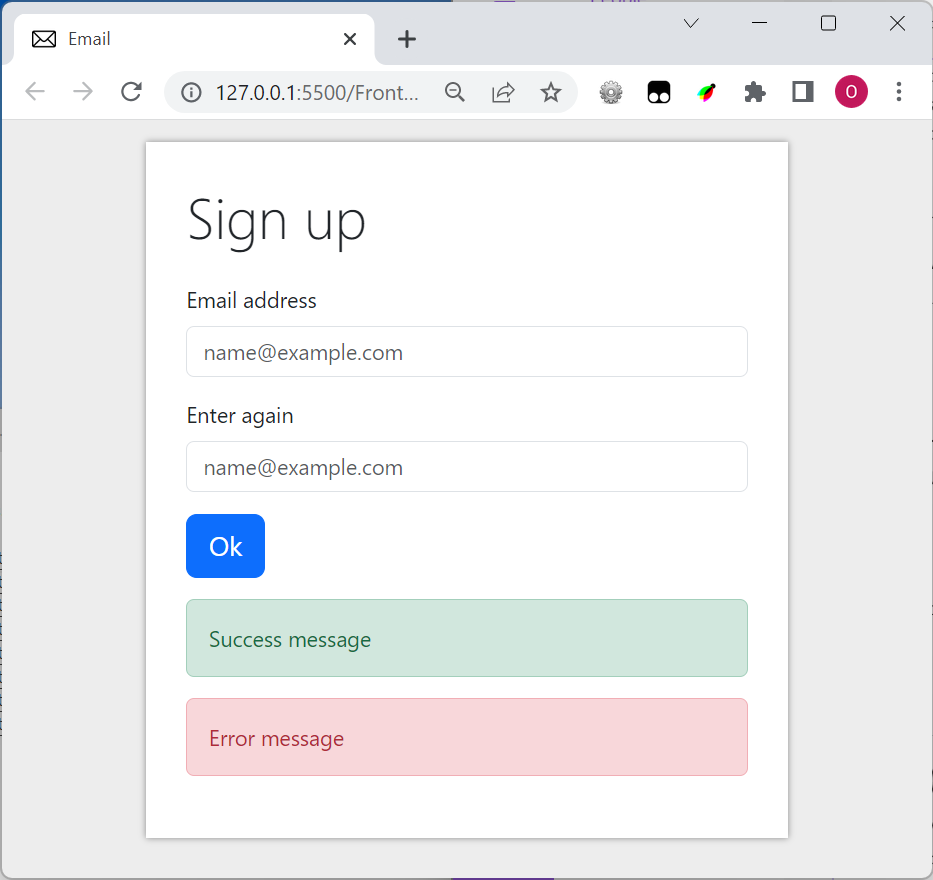 Email
127.0.0.1:5500/Front...
O
Sign up
Email address
name@example.com
Enter again
name@example.com
Ok
Success message
Error message